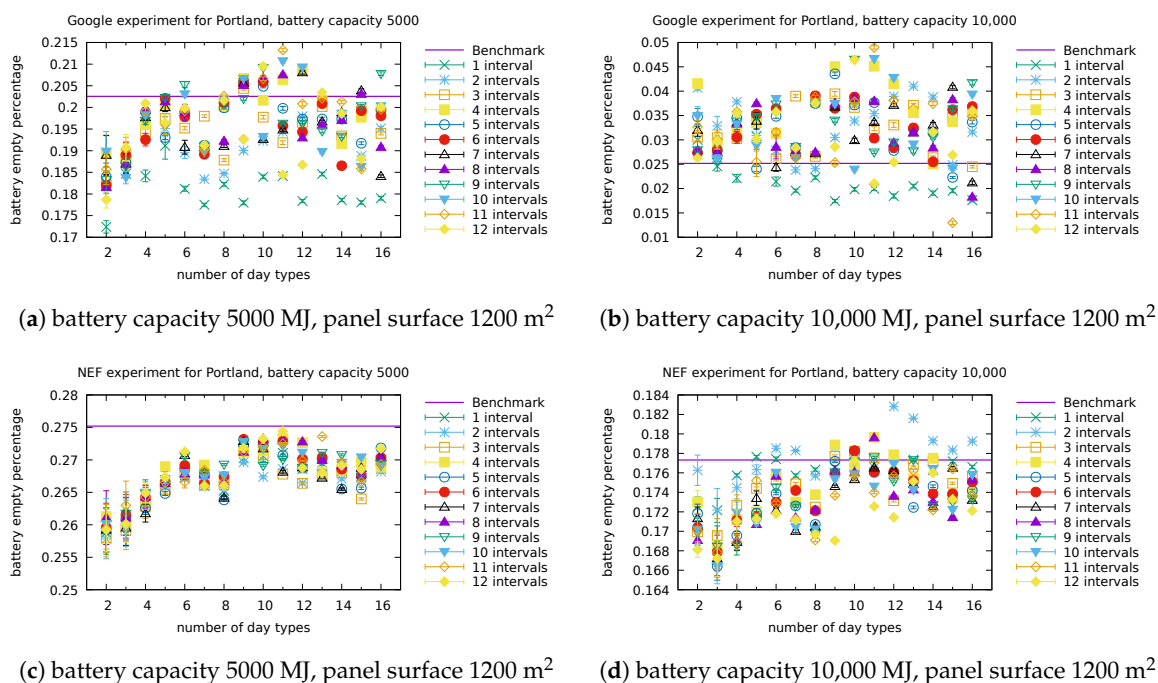 Google experiment for Portland, battery capacity 5000
battery empty percentage
0.215
0.21
0.205
0.2
0.195
0.19
0.185
0.18
0.175
0.17
2 4 6 8 10 12 14 16
number of day types
Benchmark
1 interval
2 intervals
3 intervals
4 intervals
5 intervals
6 intervals
7 intervals
8 intervals
9 intervals
10 intervals
11 intervals
12 intervals
(a) battery capacity 5000 MJ, panel surface 1200 m²
Google experiment for Portland, battery capacity 10,000
battery empty percentage
0.05
0.045
0.04
0.035
0.03
0.025
0.02
0.015
0.01
2 4 6 8 10 12 14 16
number of day types
Benchmark
1 interval
2 intervals
3 intervals
4 intervals
5 intervals
6 intervals
7 intervals
8 intervals
9 intervals
10 intervals
11 intervals
12 intervals
(b) battery capacity 10,000 MJ, panel surface 1200 m²
NEF experiment for Portland, battery capacity 5000
battery empty percentage
0.28
0.275
0.27
0.265
0.26
0.255
0.25
2 4 6 8 10 12 14 16
number of day types
Benchmark
1 interval
2 intervals
3 intervals
4 intervals
5 intervals
6 intervals
7 intervals
8 intervals
9 intervals
10 intervals
11 intervals
12 intervals
(c) battery capacity 5000 MJ, panel surface 1200 m²
NEF experiment for Portland, battery capacity 10,000
battery empty percentage
0.184
0.182
0.18
0.178
0.176
0.174
0.172
0.17
0.168
0.166
0.164
2 4 6 8 10 12 14 16
number of day types
Benchmark
1 interval
2 intervals
3 intervals
4 intervals
5 intervals
6 intervals
7 intervals
8 intervals
9 intervals
10 intervals
11 intervals
12 intervals
(d) battery capacity 10,000 MJ, panel surface 1200 m²